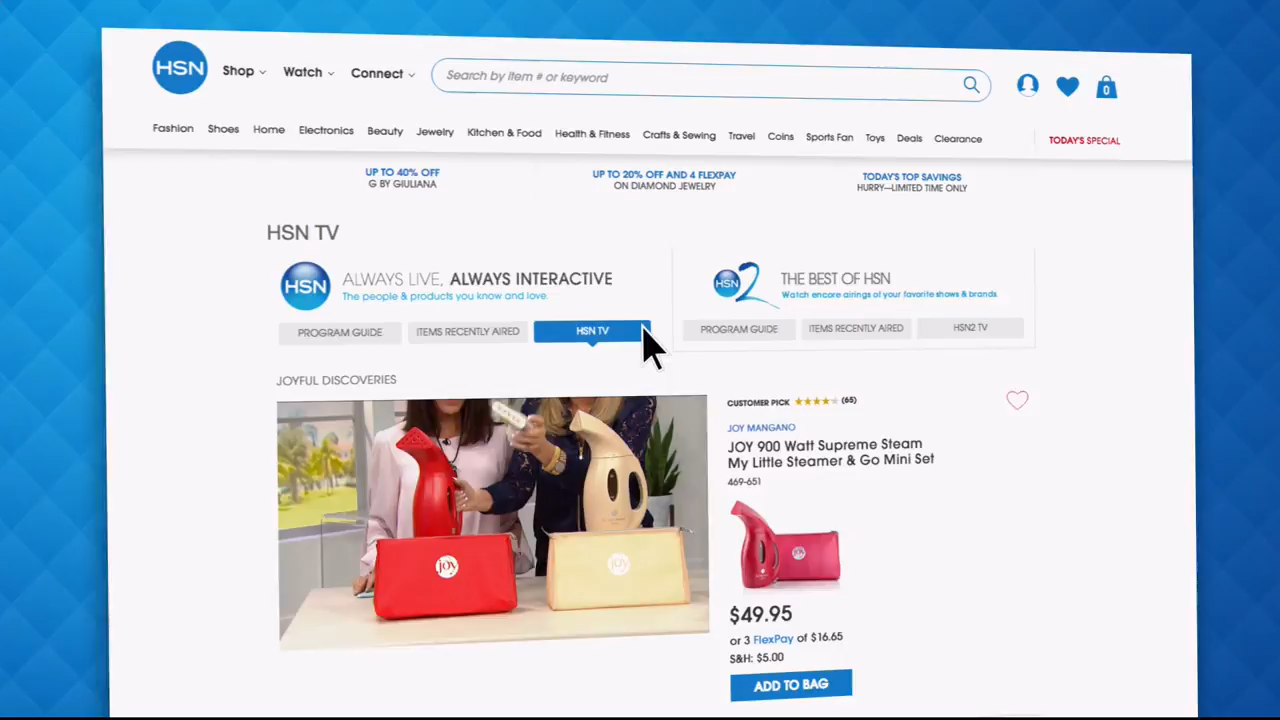 HSN
Shop
Watch
Connect
Search by item # or keyword
0
Fashion
Shoes
Home
Electronics
Beauty
Jewelry
Kitchen & Food
Health & Fitness
Crafts & Sewing
Travel
Coins
Sports Fan
Toys
Deals
Clearance
TODAY'S SPECIAL
UP TO 40% OFF
G BY GIULIANA
UP TO 20% OFF AND 4 FLEXPAY
ON DIAMOND JEWELRY
TODAY'S TOP SAVINGS
HURRY—LIMITED TIME ONLY
HSN TV
HSN
ALWAYS LIVE, ALWAYS INTERACTIVE
The people & products you know and love.
PROGRAM GUIDE
ITEMS RECENTLY AIRED
HSN TV
HSN 2
THE BEST OF HSN
Watch encore airings of your favorite shows & brands.
PROGRAM GUIDE
ITEMS RECENTLY AIRED
HSN2 TV
JOYFUL DISCOVERIES
joy
CUSTOMER PICK
(65)
JOY MANGANO
JOY 900 Watt Supreme Steam
My Little Steamer & Go Mini Set
469-651
joy
$49.95
or 3 FlexPay of $16.65
S&H: $5.00
ADD TO BAG